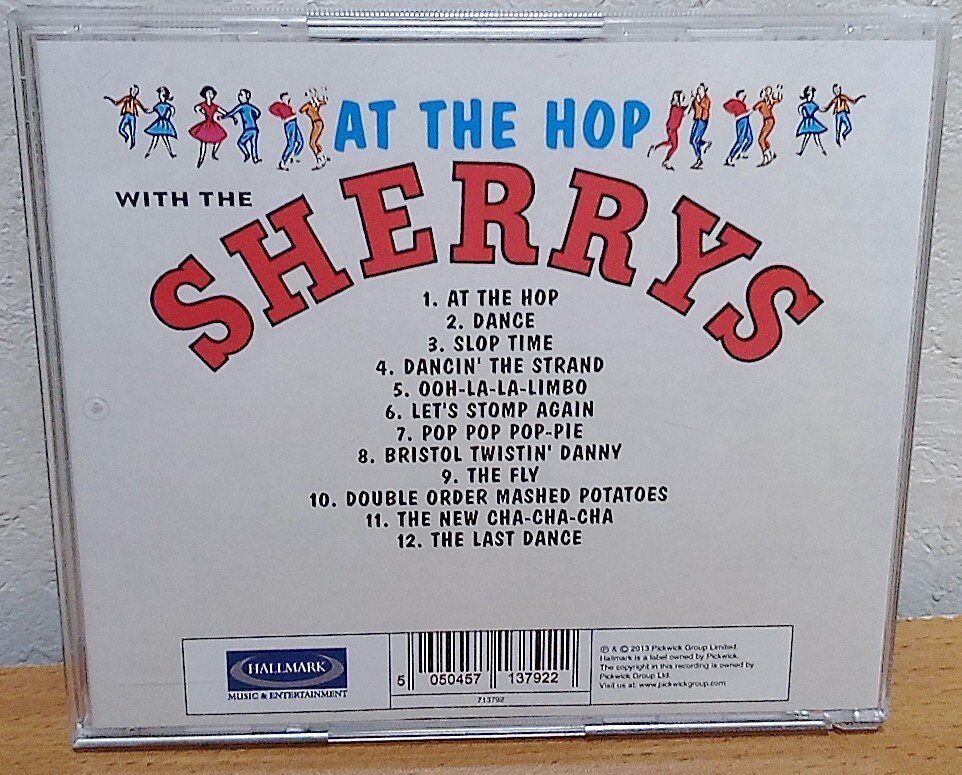 AT THE HOP
WITH THE
SHERRYS
1. AT THE HOP
2. DANCE
3. SLOP TIME
4. DANCIN' THE STRAND
5. OOH-LA-LA-LIMBO
6. LET'S STOMP AGAIN
7. POP POP POP-PIE
8. BRISTOL TWISTIN' DANNY
9. THE FLY
10. DOUBLE ORDER MASHED POTATOES
11. THE NEW CHA-CHA-CHA
12. THE LAST DANCE
HALLMARK
MUSIC & ENTERTAINMENT
5 050457 137922
713792
℗ & © 2013 Pickwick Group Limited.
Hallmark is a label owned by Pickwick.
The copyright in this recording is owned by
Pickwick Group Ltd.
Visit us at: www.pickwickgroup.com